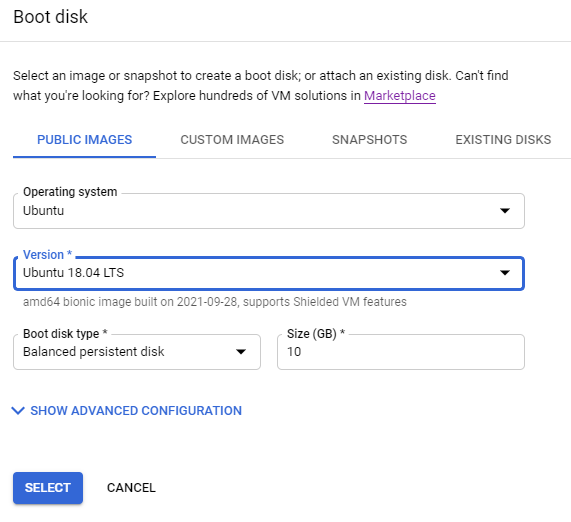 Boot disk
Select an image or snapshot to create a boot disk; or attach an existing disk. Can't find
what you're looking for? Explore hundreds of VM solutions in Marketplace
PUBLIC IMAGES CUSTOM IMAGES SNAPSHOTS EXISTING DISKS
Operating system
Ubuntu
Version *
Ubuntu 18.04 LTS
amd64 bionic image built on 2021-09-28, supports Shielded VM features
Boot disk type * Size (GB) *
Balanced persistent disk 10
SHOW ADVANCED CONFIGURATION
SELECT CANCEL